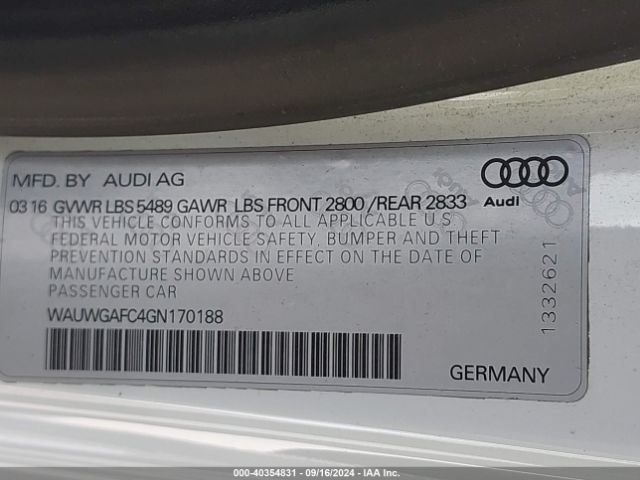 MFD. BY AUDI AG
03 16 GVWR LBS 5489 GAWR LBS FRONT 2800 /REAR 2833
Audi
THIS VEHICLE CONFORMS TO ALL APPLICABLE U.S
FEDERAL MOTOR VEHICLE SAFETY, BUMPER AND THEFT
PREVENTION STANDARDS IN EFFECT ON THE DATE OF
MANUFACTURE SHOWN ABOVE
PASSENGER CAR
1332621
WAUWGAFC4GN170188
GERMANY
000-40354831 - 09/16/2024 - IAA Inc.